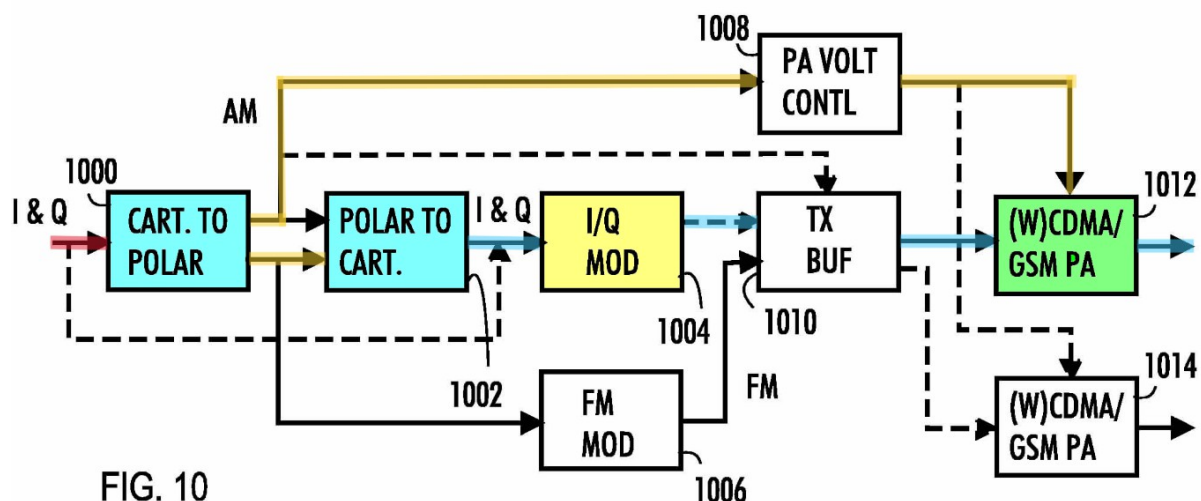 1008
PA VOLT
CONTL
AM
1000
I & Q
CART. TO
POLAR
POLAR TO
CART.
I & Q
I/Q
MOD
TX
BUF
1012
(W)CDMA/
GSM PA
1004
1010
1002
FM
MOD
FM
1014
(W)CDMA/
GSM PA
1006
FIG. 10